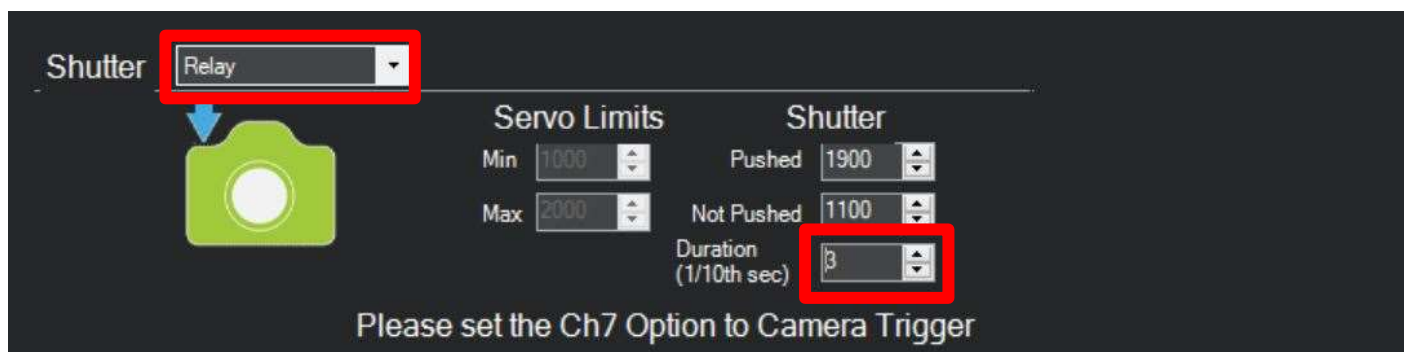 Shutter Relay
Servo Limits Shutter
Min 1000 Pushed 1900
Max 2000 Not Pushed 1100
Duration
(1/10th sec) 3
Please set the Ch7 Option to Camera Trigger